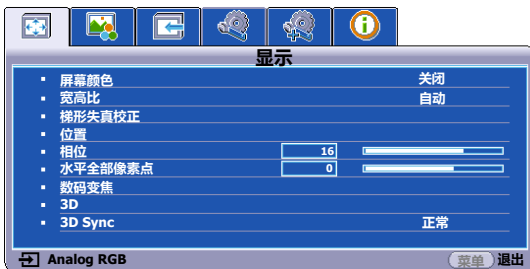 显示
屏幕颜色 关闭
宽高比 自动
梯形失真校正
位置
相位 16
水平全部像素点 0
数码变焦
3D
3D Sync 正常
Analog RGB 菜单 退出